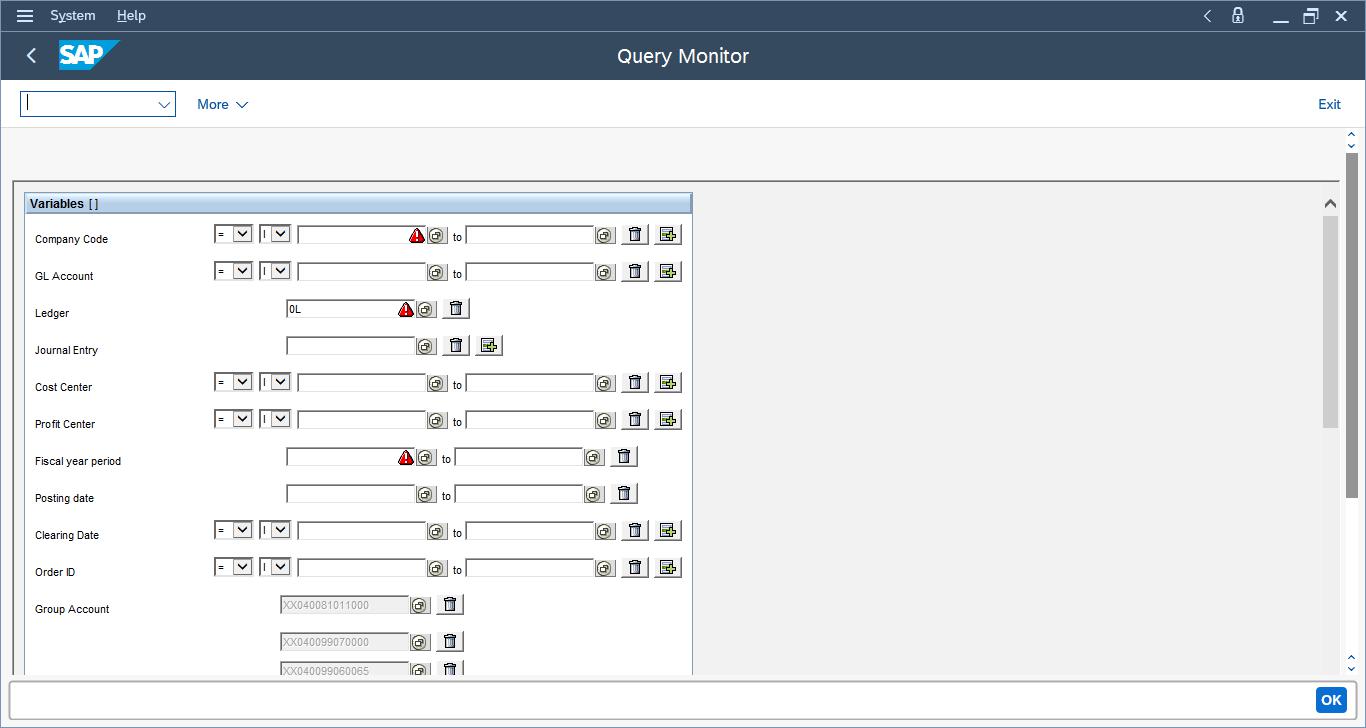 System Help
SAP Query Monitor
More Exit
Variables [ ]
Company Code = I to
GL Account = I to
Ledger 0L
Journal Entry
Cost Center = I to
Profit Center = I to
Fiscal year period to
Posting date to
Clearing Date = I to
Order ID = I to
Group Account XX040081011000
XX040099070000
XX040099060065
OK